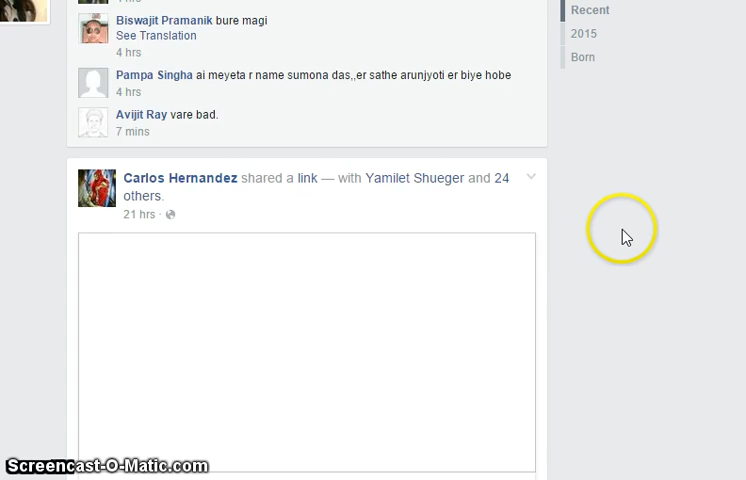 Biswajit Pramanik bure magi
See Translation
4 hrs
Pampa Singha ai meyeta r name sumona das,,er sathe arunjyoti er biye hobe
4 hrs
Avijit Ray vare bad.
7 mins
Carlos Hernandez shared a link — with Yamilet Shueger and 24
others.
21 hrs ·
Recent
2015
Born
Screencast-O-Matic.com